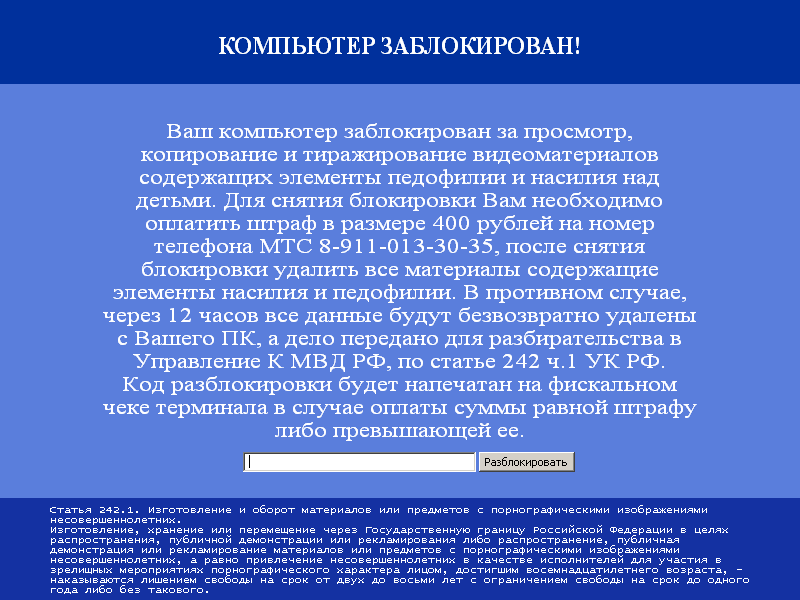 КОМПЬЮТЕР ЗАБЛОКИРОВАН!
Ваш компьютер заблокирован за просмотр,
копирование и тиражирование видеоматериалов
содержащих элементы педофилии и насилия над
детьми. Для снятия блокировки Вам необходимо
оплатить штраф в размере 400 рублей на номер
телефона МТС 8-911-013-30-35, после снятия
блокировки удалить все материалы содержащие
элементы насилия и педофилии. В противном случае,
через 12 часов все данные будут безвозвратно удалены
с Вашего ПК, а дело передано для разбирательства в
Управление К МВД РФ, по статье 242 ч.1 УК РФ.
Код разблокировки будет напечатан на фискальном
чеке терминала в случае оплаты суммы равной штрафу
либо превышающей ее.
Разблокировать
Статья 242.1. Изготовление и оборот материалов или предметов с порнографическими изображениями
несовершеннолетних.
Изготовление, хранение или перемещение через Государственную границу Российской Федерации в целях
распространения, публичной демонстрации или рекламирования либо распространение, публичная
демонстрация или рекламирование материалов или предметов с порнографическими изображениями
несовершеннолетних, а равно привлечение несовершеннолетних в качестве исполнителей для участия в
зрелищных мероприятиях порнографического характера лицом, достигшим восемнадцатилетнего возраста, –
наказываются лишением свободы на срок от двух до восьми лет с ограничением свободы на срок до одного
года либо без такового.